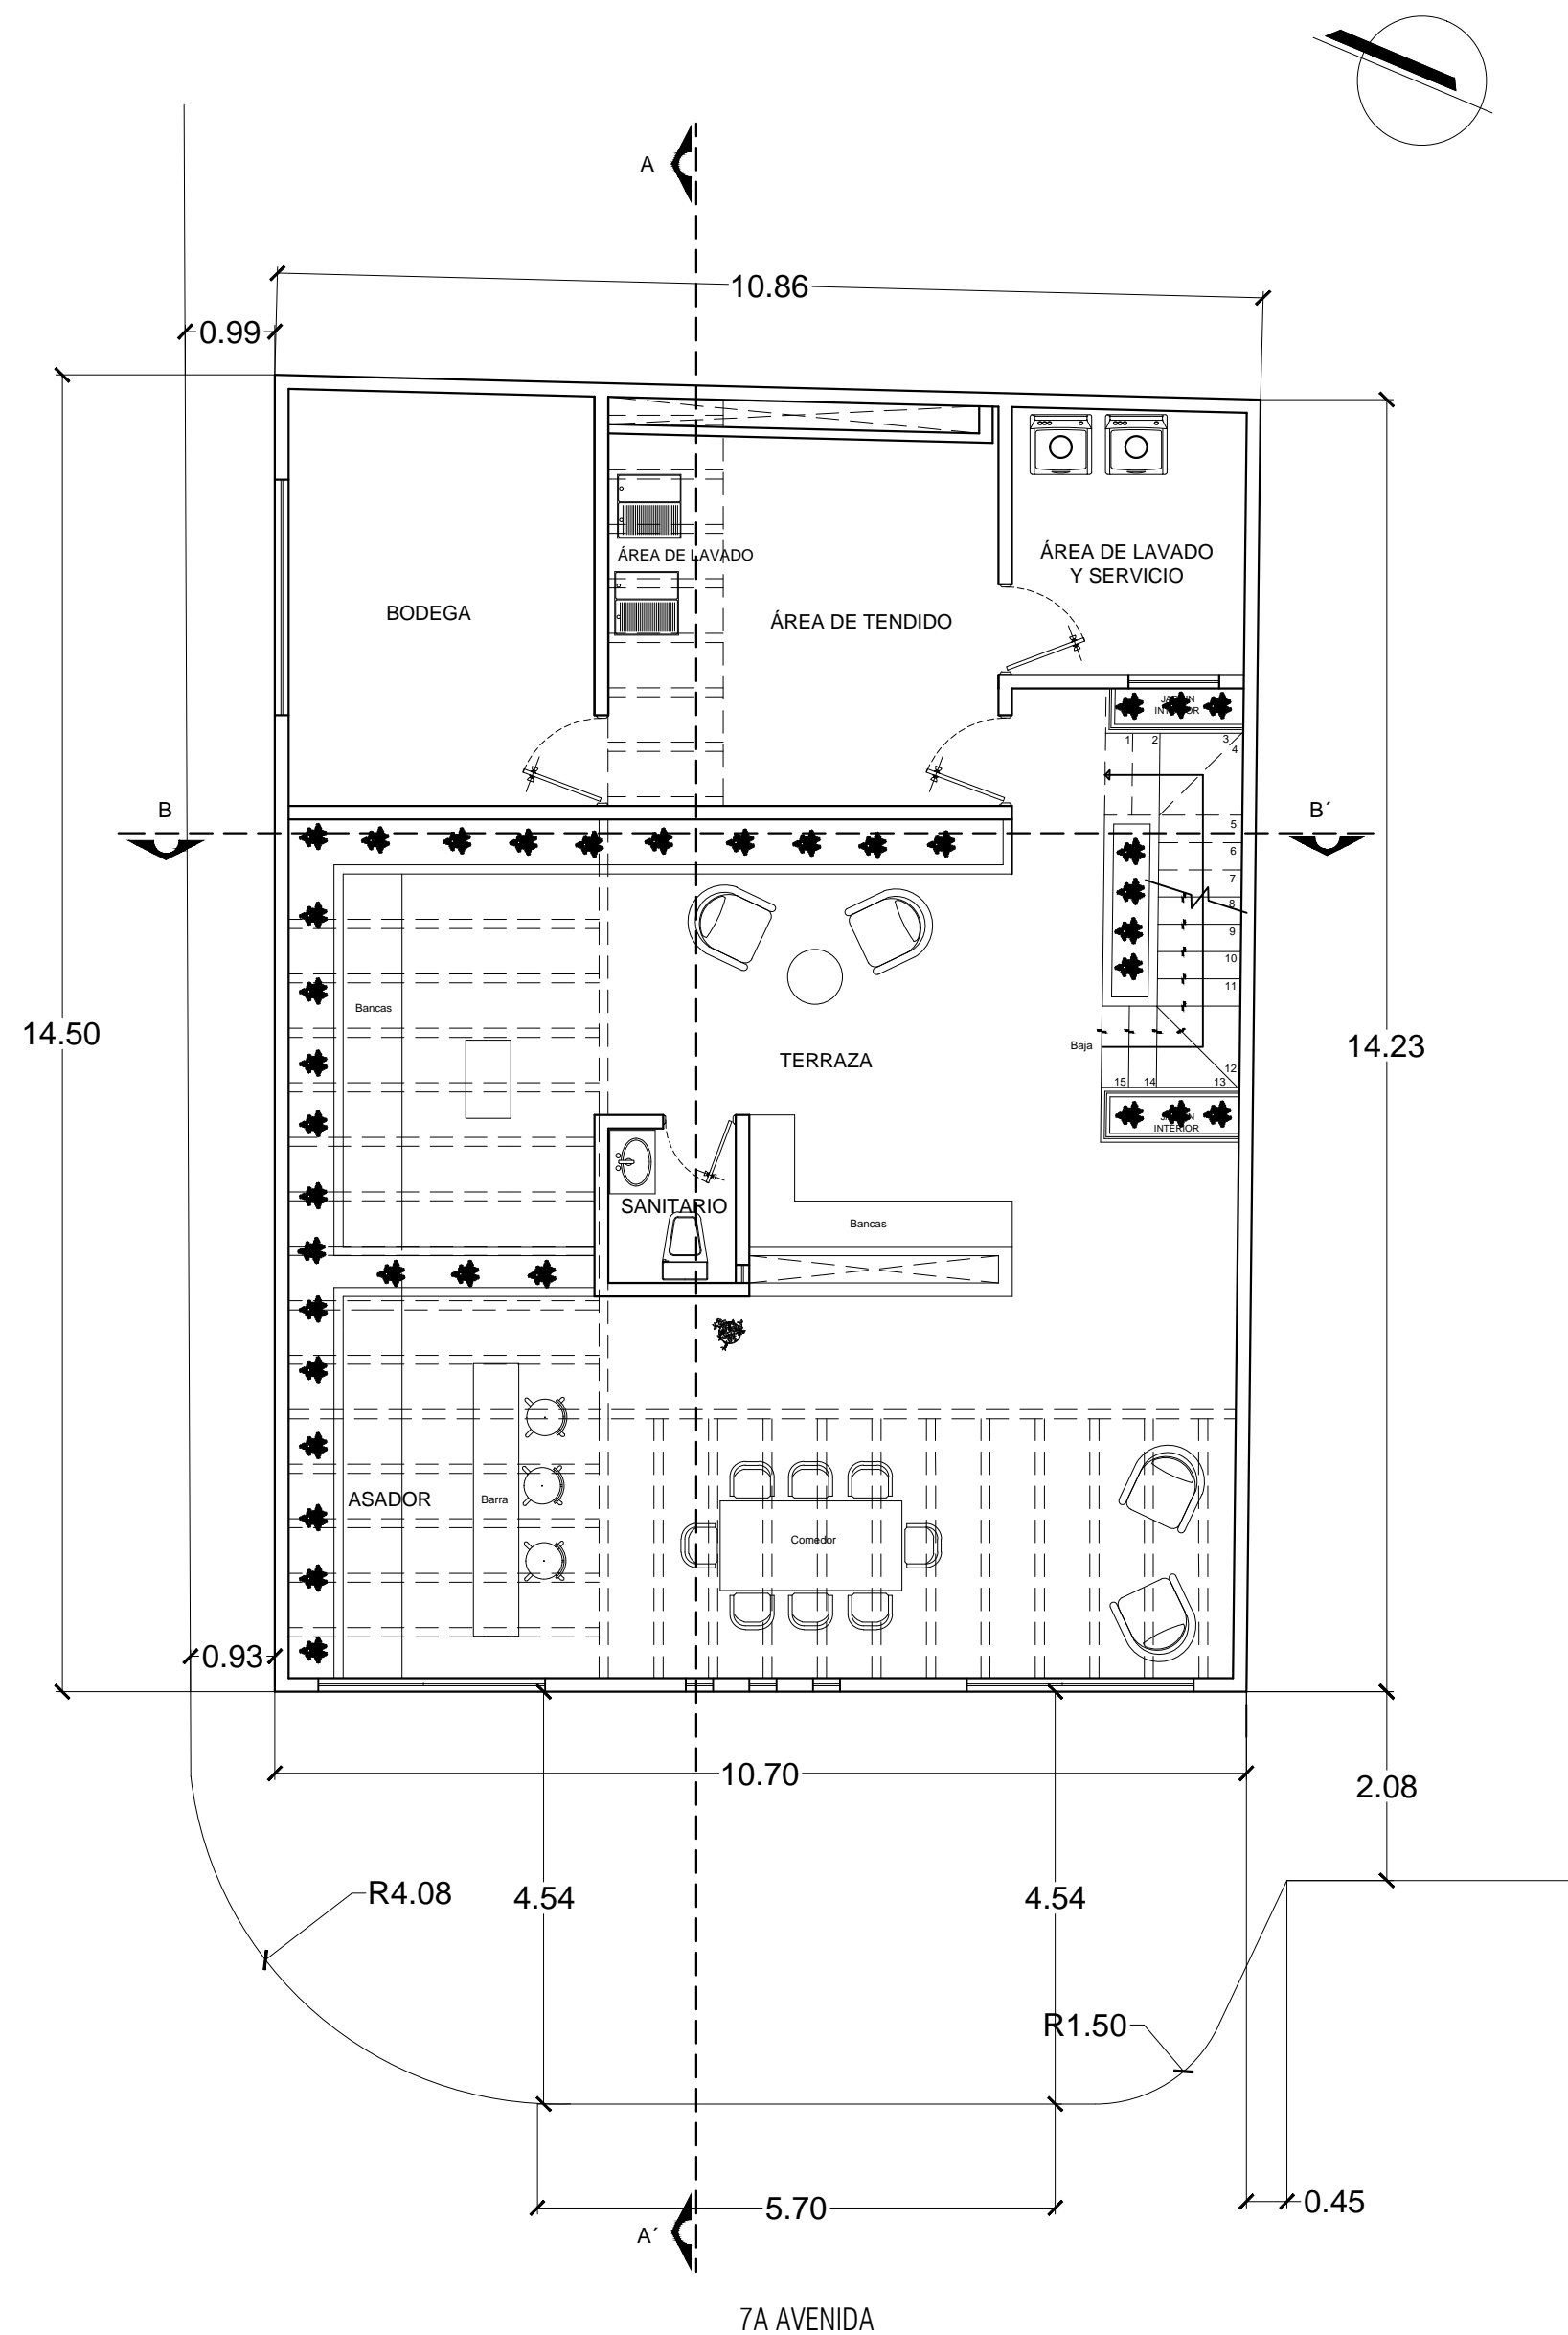 A
10.86
0.99
ÁREA DE LAVADO
ÁREA DE LAVADO
Y SERVICIO
BODEGA
ÁREA DE TENDIDO
JARDIN
INTERIOR
1
2
3
4
B
B´
5
6
7
8
9
10
11
Bancas
14.50
14.23
Baja
TERRAZA
12
15
14
13
INTERIOR
SANITARIO
Bancas
ASADOR
Barra
Comedor
0.93
10.70
2.08
R4.08
4.54
4.54
R1.50
5.70
0.45
A´
7A AVENIDA